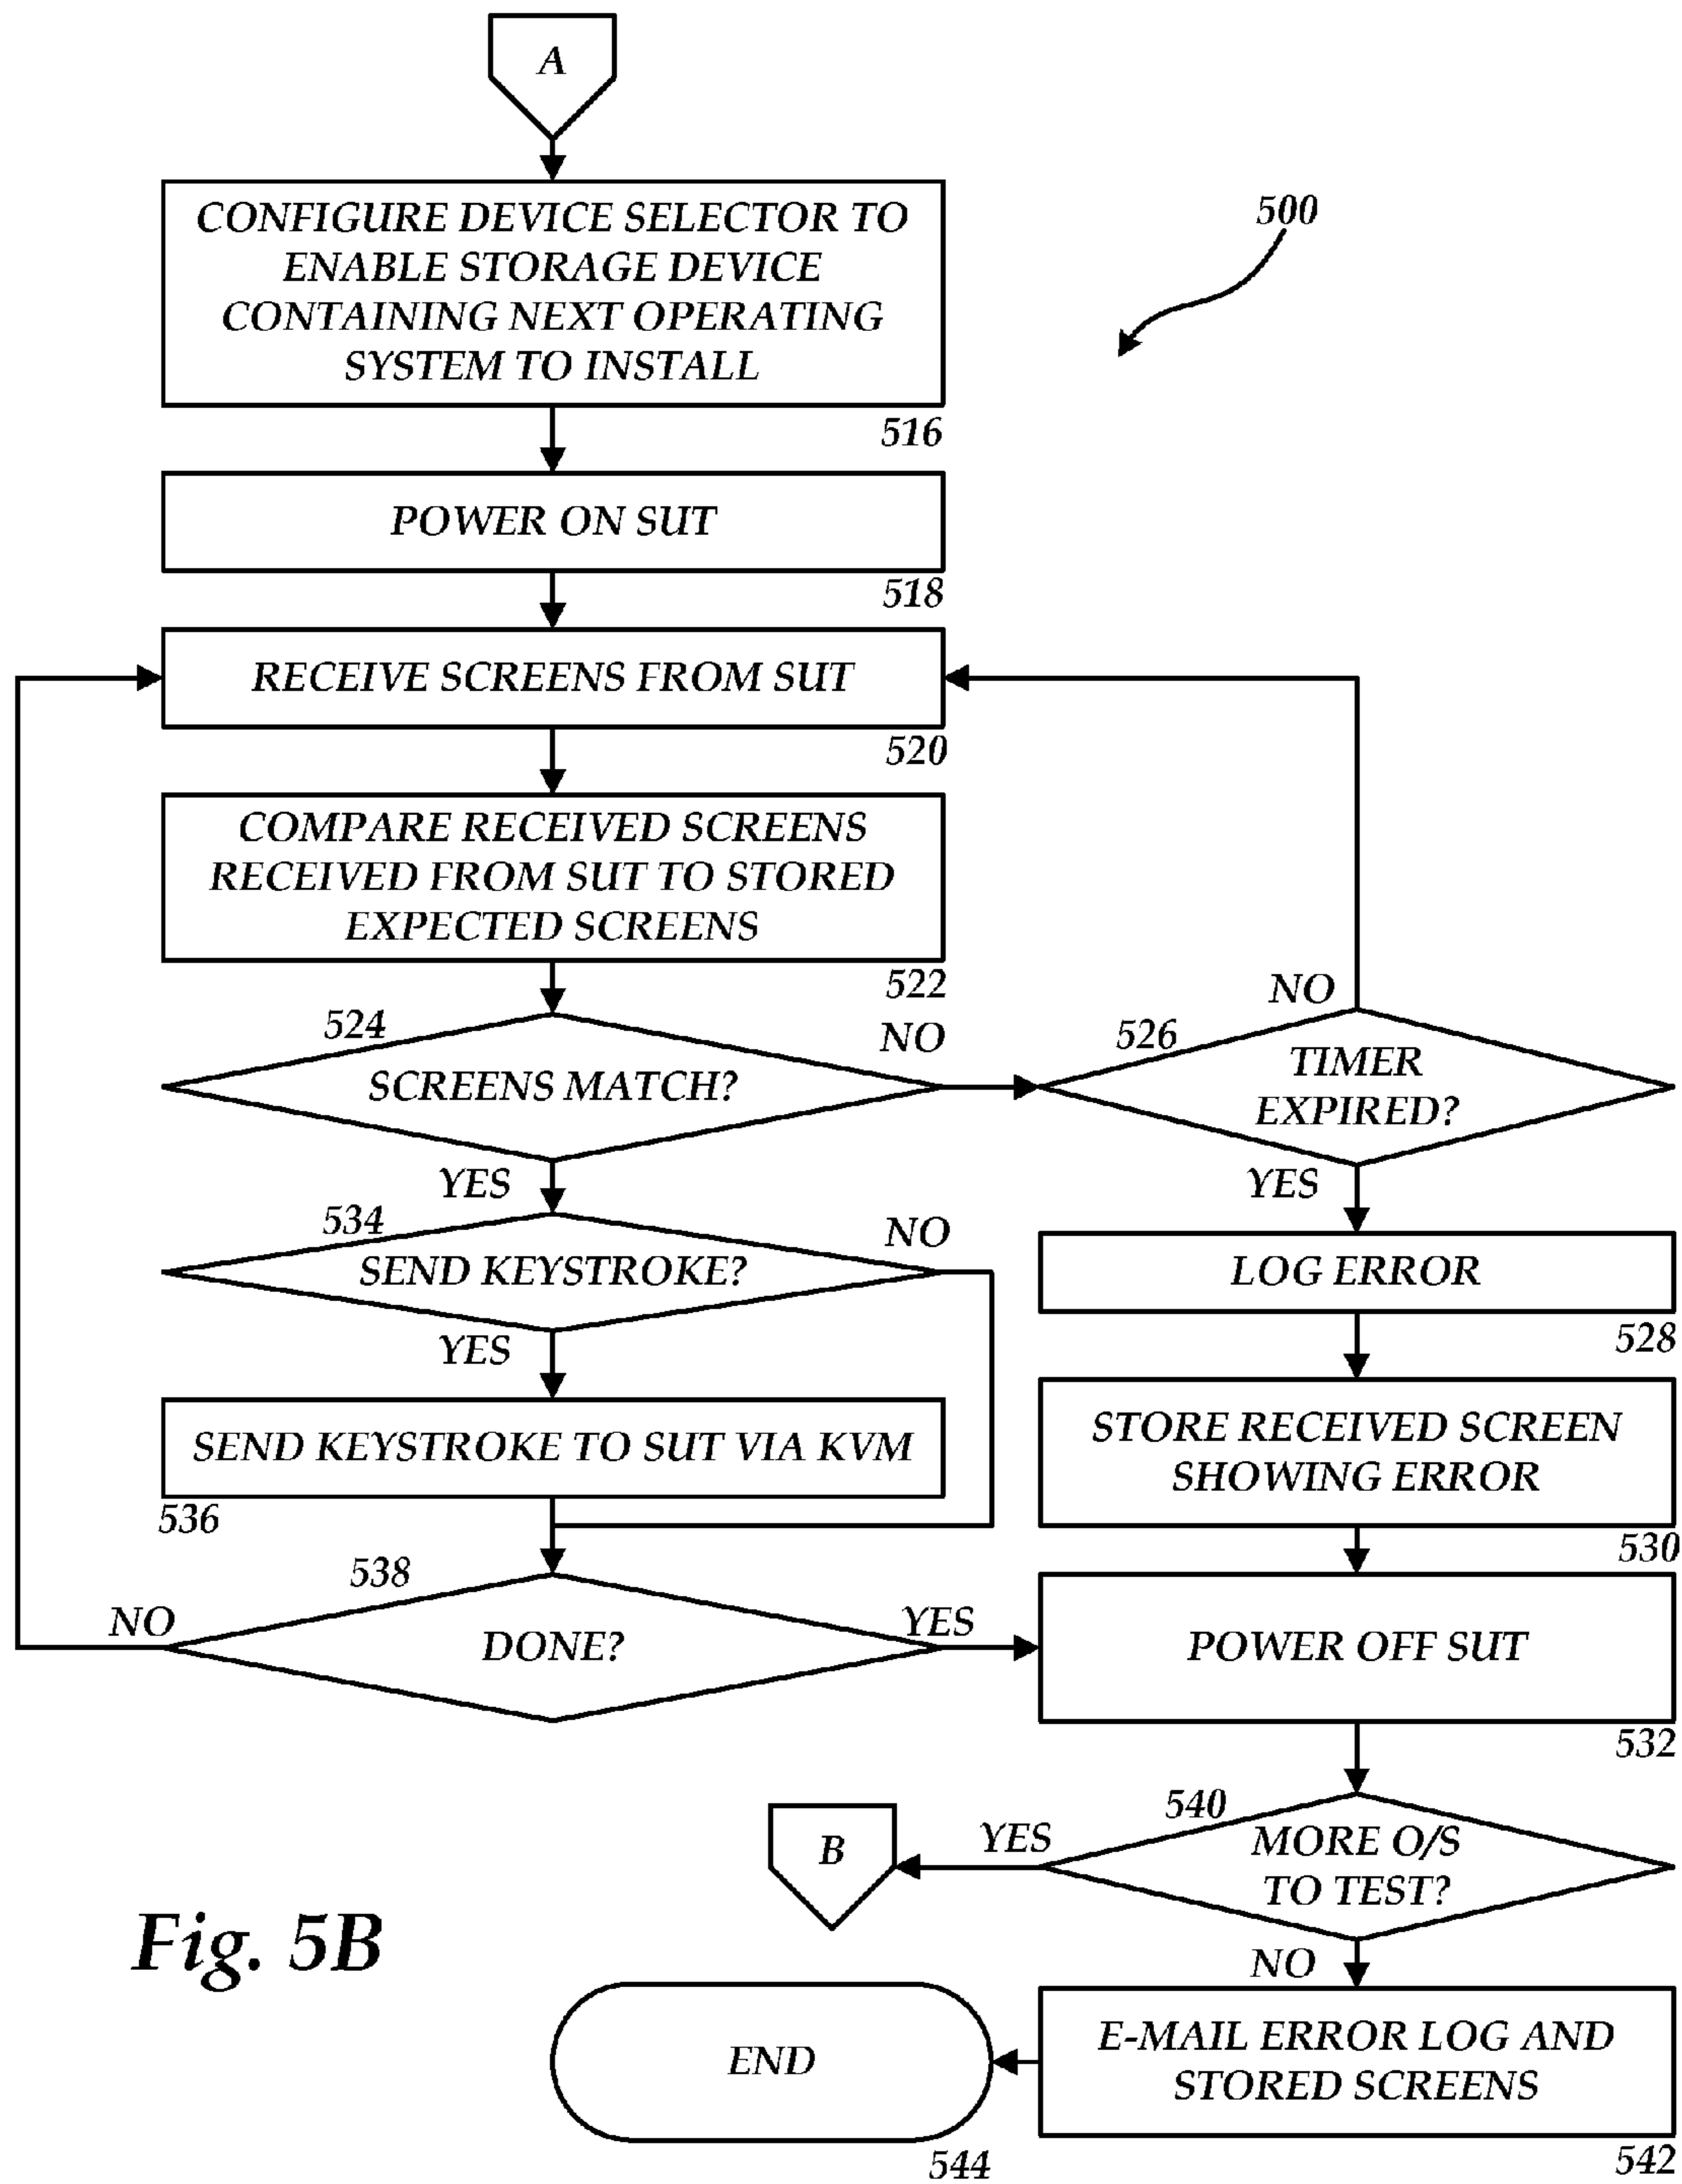 A
CONFIGURE DEVICE SELECTOR TO
ENABLE STORAGE DEVICE
CONTAINING NEXT OPERATING
SYSTEM TO INSTALL
500
516
POWER ON SUT
518
RECEIVE SCREENS FROM SUT
520
COMPARE RECEIVED SCREENS
RECEIVED FROM SUT TO STORED
EXPECTED SCREENS
522
524
SCREENS MATCH?
NO
526
TIMER
EXPIRED?
NO
YES
YES
534
SEND KEYSTROKE?
NO
LOG ERROR
528
YES
SEND KEYSTROKE TO SUT VIA KVM
536
STORE RECEIVED SCREEN
SHOWING ERROR
530
538
NO
DONE?
YES
POWER OFF SUT
532
540
MORE O/S
TO TEST?
YES
B
NO
Fig. 5B
E-MAIL ERROR LOG AND
STORED SCREENS
542
END
544